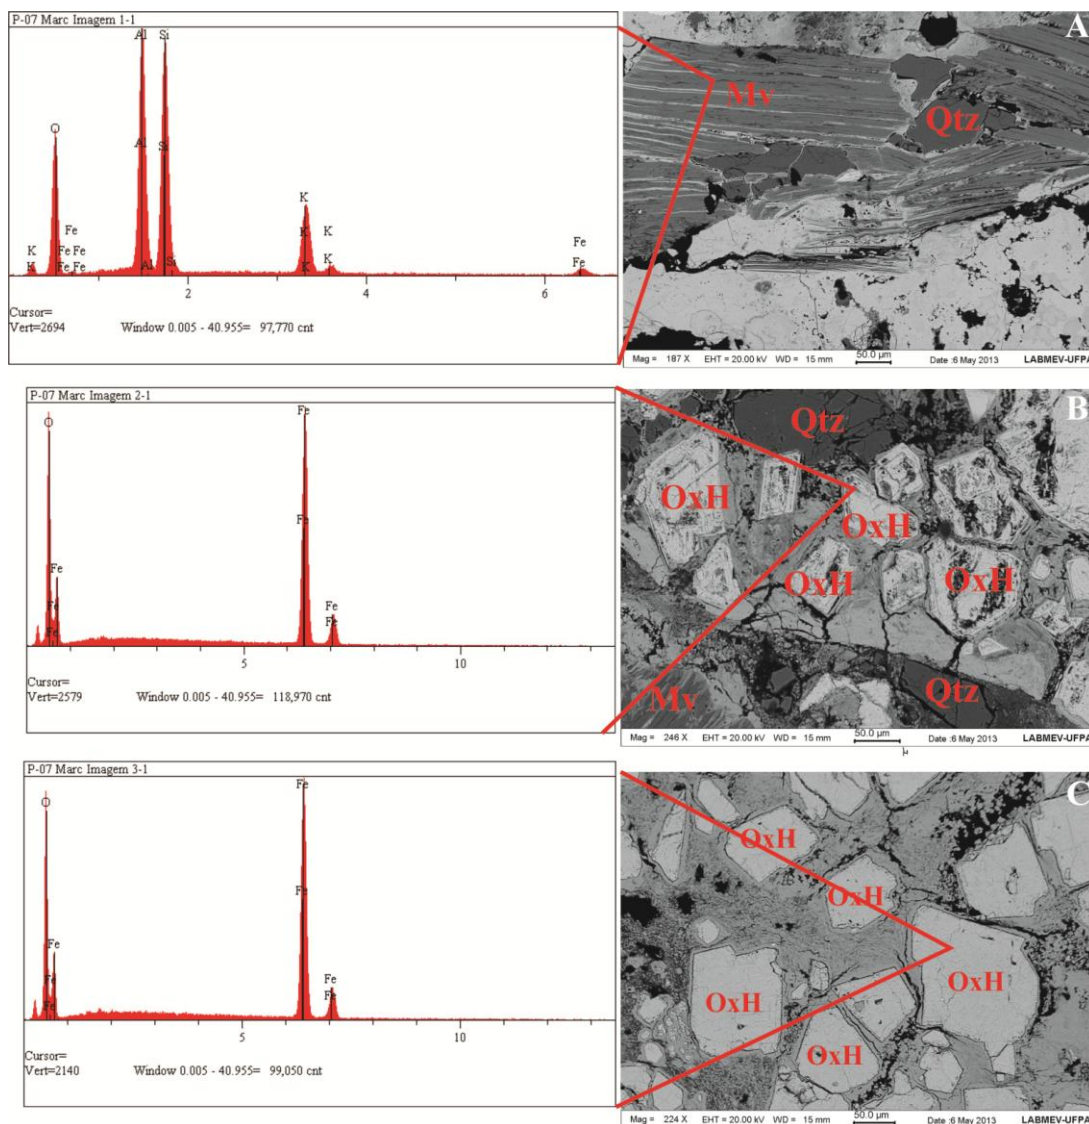 P-07 Marc Imagem 1-1
Al Si
O
Al Si
K
Fe
K K K Fe
Fe Fe
K Fe Fe Al Si K K Fe
2 4 6
Cursor=
Vert=2694 Window 0.005 - 40.955= 97,770 cnt
A
Mv
Qtz
Mag = 187 X EHT = 20.00 kV WD = 15 mm 50.0 µm Date :6 May 2013 LABMEV-UFPA
P-07 Marc Imagem 2-1
Fe
O
Fe
Fe
Fe Fe
Fe Fe
5 10
Cursor=
Vert=2579 Window 0.005 - 40.955= 118,970 cnt
B
Qtz
OxH
OxH
OxH OxH
Mv Qtz
Mag = 246 X EHT = 20.00 kV WD = 15 mm 50.0 µm Date :6 May 2013 LABMEV-UFPA
µ
P-07 Marc Imagem 3-1
Fe
O
Fe
Fe
Fe Fe
Fe Fe
5 10
Cursor=
Vert=2140 Window 0.005 - 40.955= 99,050 cnt
C
OxH
OxH
OxH
OxH
OxH
Mag = 224 X EHT = 20.00 kV WD = 15 mm 50.0 µm Date :6 May 2013 LABMEV-UFPA